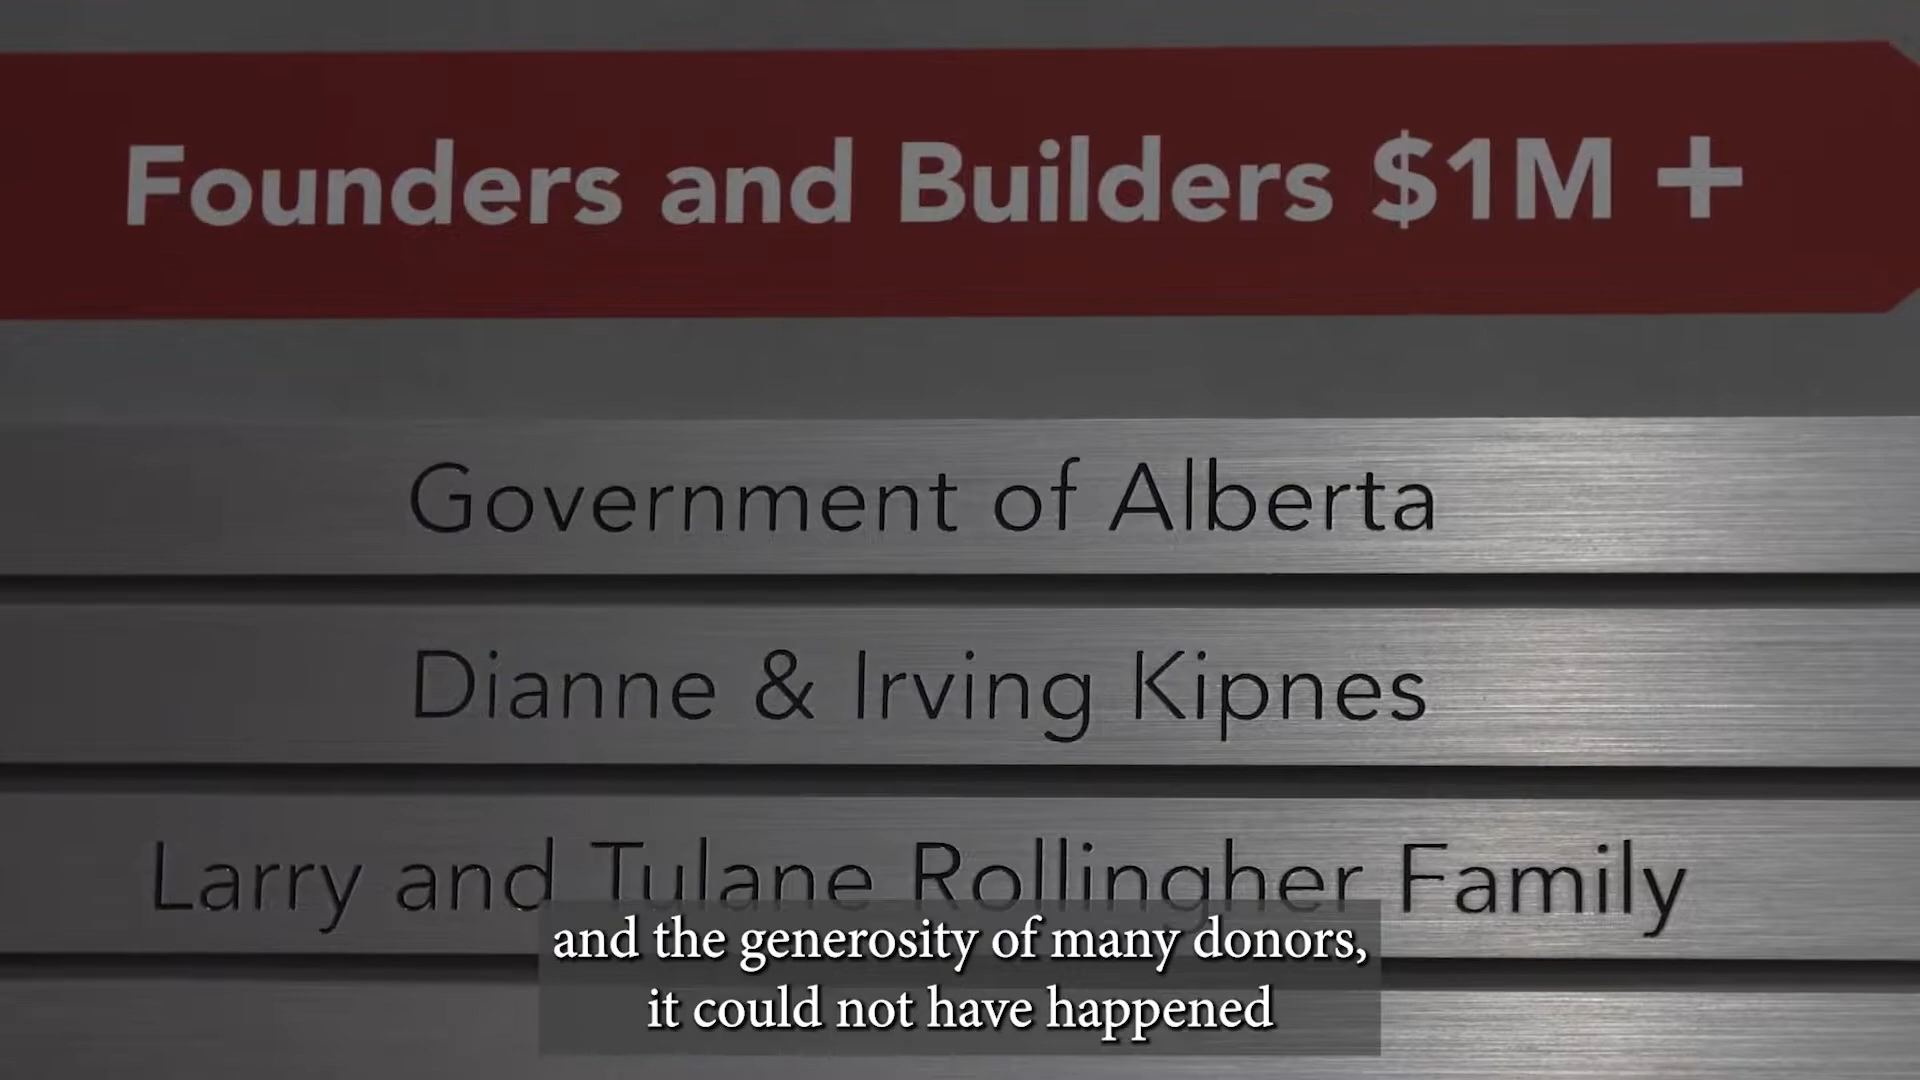 Founders and Builders $1M +
Government of Alberta
Dianne & Irving Kipnes
Larry and Tulane Rollingher Family
and the generosity of many donors,
it could not have happened